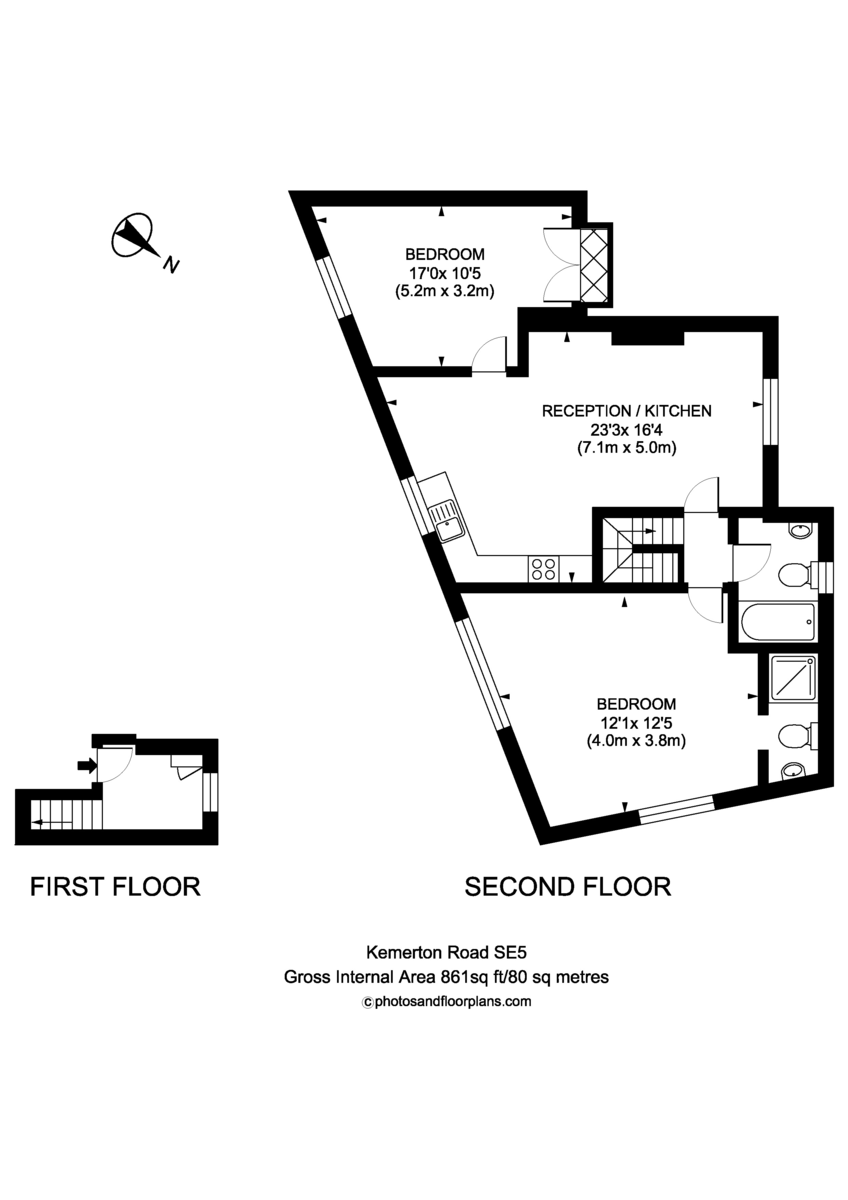 N
BEDROOM
17'0x 10'5
(5.2m x 3.2m)
RECEPTION / KITCHEN
23'3x 16'4
(7.1m x 5.0m)
BEDROOM
12'1x 12'5
(4.0m x 3.8m)
FIRST FLOOR
SECOND FLOOR
Kemerton Road SE5
Gross Internal Area 861sq ft/80 sq metres
©photosandfloorplans.com